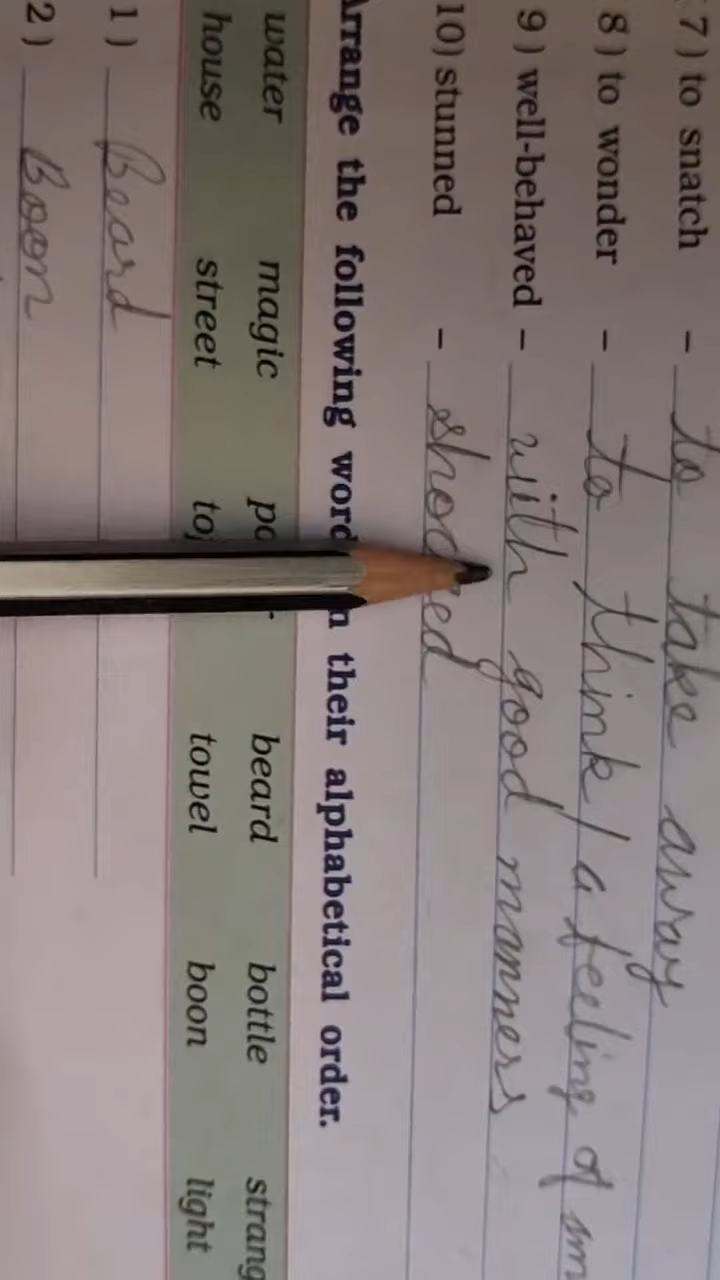 7) to snatch - to take away
8) to wonder - to think / a feeling of
9) well-behaved - with good manners
10) stunned -
Arrange the following their alphabetical order.
water magic beard bottle
house street towel boon light
1) Beard
2) Boon